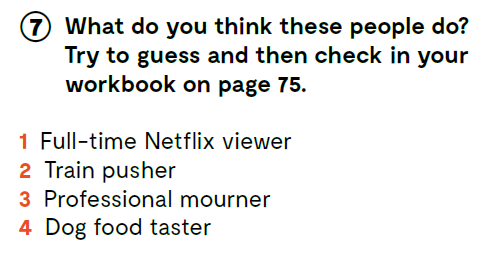 7 What do you think these people do?
Try to guess and then check in your
workbook on page 75.
1 Full-time Netflix viewer
2 Train pusher
3 Professional mourner
4 Dog food taster